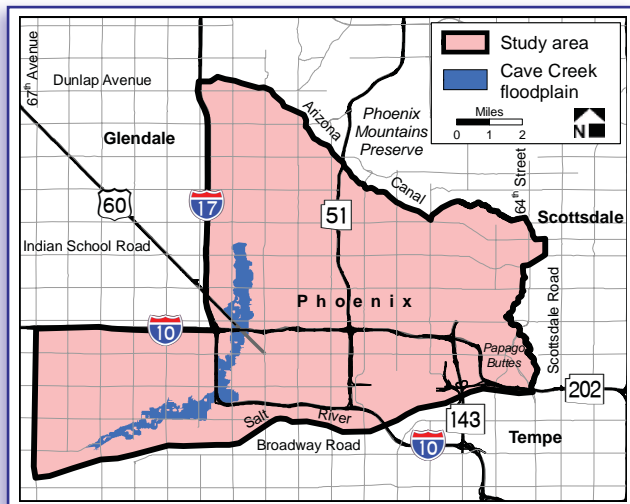 Study area
Cave Creek
floodplain
Miles
0 1 2
N
67th Avenue
Dunlap Avenue
Glendale
Arizona
Canal
Phoenix
Mountains
Preserve
60
17
51
64th Street
Scottsdale
Indian School Road
Phoenix
10
Scottsdale Road
Papago
Buttes
202
Salt River
143
Broadway Road
10
Tempe